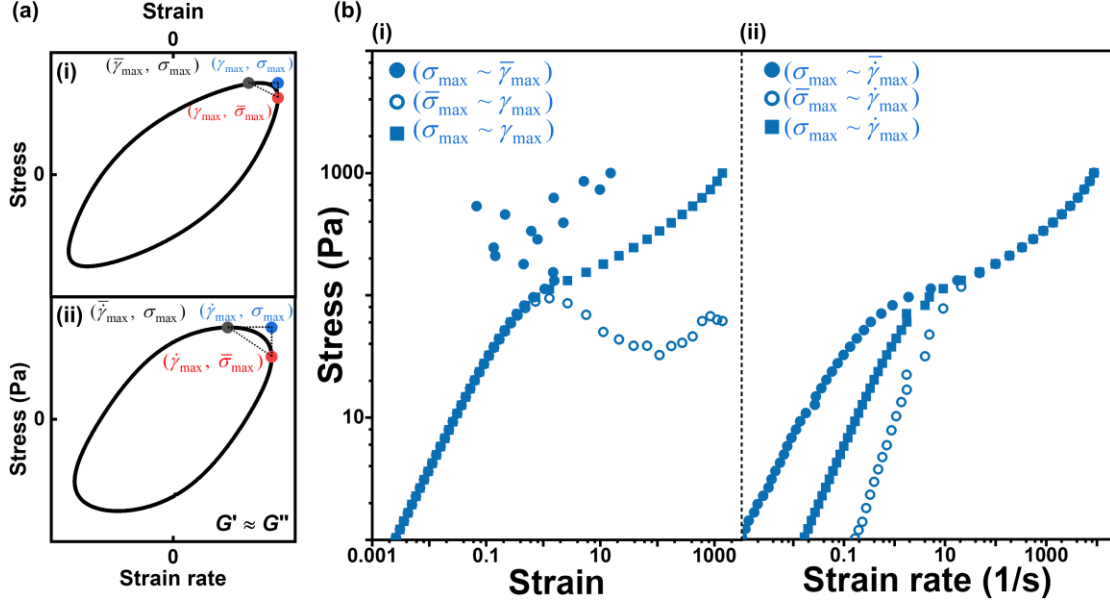 (a)
Strain
0
(i)
(γ̄max, σmax)
(γmax, σmax)
(γmax, σ̄max)
Stress
0
(ii)
(γ̇̄max, σmax)
(γ̇max, σmax)
(γ̇max, σ̄max)
Stress (Pa)
0
G' ≈ G"
0
Strain rate
(b)
(i)
(σmax ~ γ̄max)
(σ̄max ~ γmax)
(σmax ~ γmax)
(ii)
(σmax ~ γ̇̄max)
(σ̄max ~ γ̇max)
(σmax ~ γ̇max)
Stress (Pa)
1000
10
0.001
0.1
10
1000
Strain
0.1
10
1000
Strain rate (1/s)